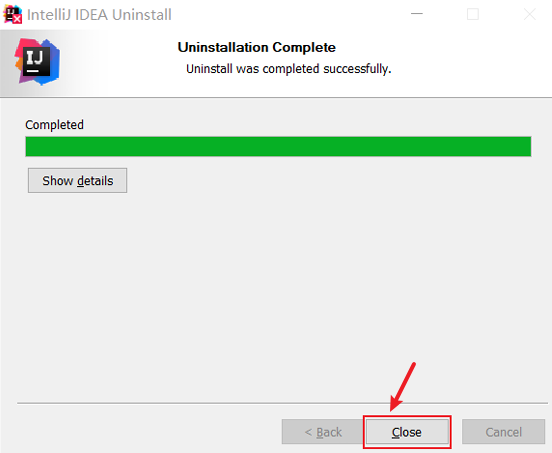 IntelliJ IDEA Uninstall
IJ
Uninstallation Complete
Uninstall was completed successfully.
Completed
Show details
< Back
Close
Cancel